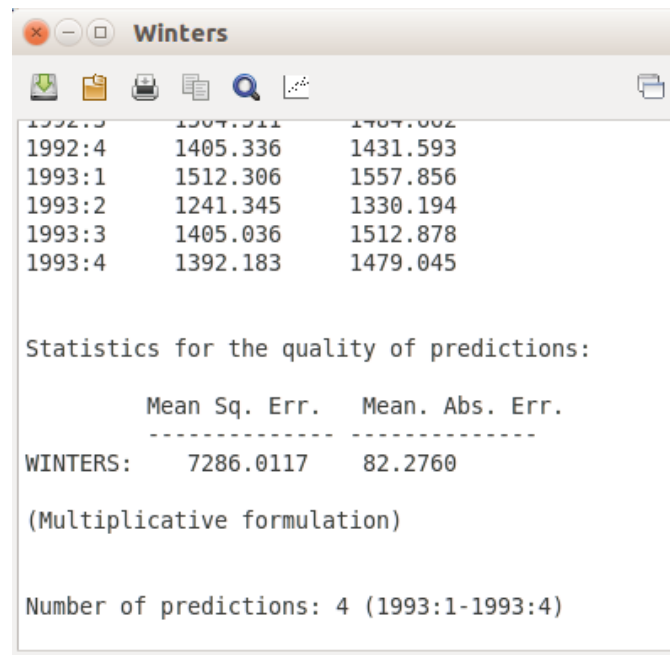 Winters
1992:4 1405.336 1431.593
1993:1 1512.306 1557.856
1993:2 1241.345 1330.194
1993:3 1405.036 1512.878
1993:4 1392.183 1479.045
Statistics for the quality of predictions:
Mean Sq. Err. Mean. Abs. Err.
-------------- --------------
WINTERS: 7286.0117 82.2760
(Multiplicative formulation)
Number of predictions: 4 (1993:1-1993:4)